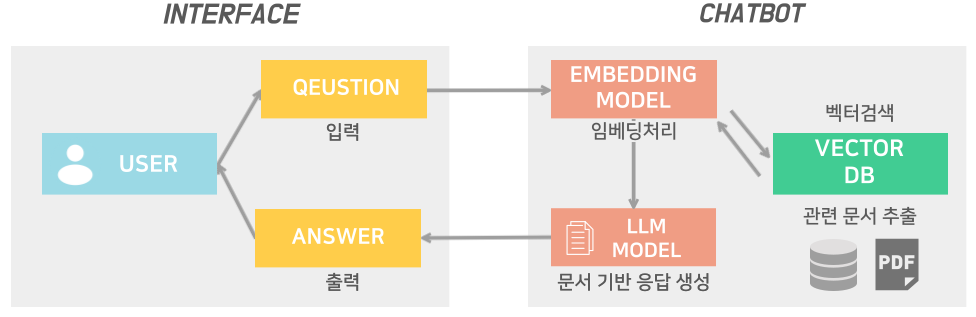 INTERFACE
CHATBOT
QEUSTION
입력
USER
ANSWER
출력
EMBEDDING
MODEL
임베딩처리
벡터검색
VECTOR
DB
관련 문서 추출
PDF
LLM
MODEL
문서 기반 응답 생성